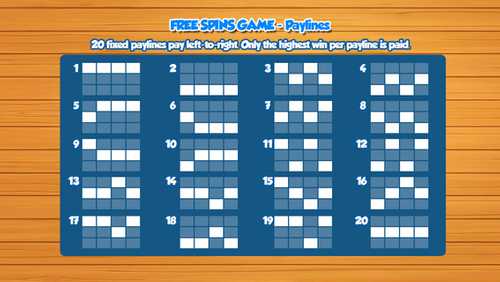 FREE SPINS GAME - Paylines
20 fixed paylines pay left-to-right. Only the highest win per payline is paid.
1 2 3 4
5 6 7 8
9 10 11 12
13 14 15 16
17 18 19 20